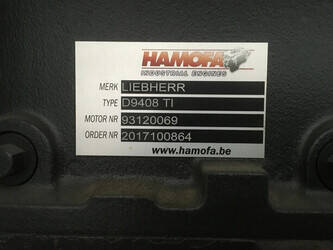 HAMOFA
INDUSTRIAL ENGINES
MERK LIEBHERR
TYPE D9408 TI
MOTOR NR 93120069
ORDER NR 2017100864
www.hamofa.be